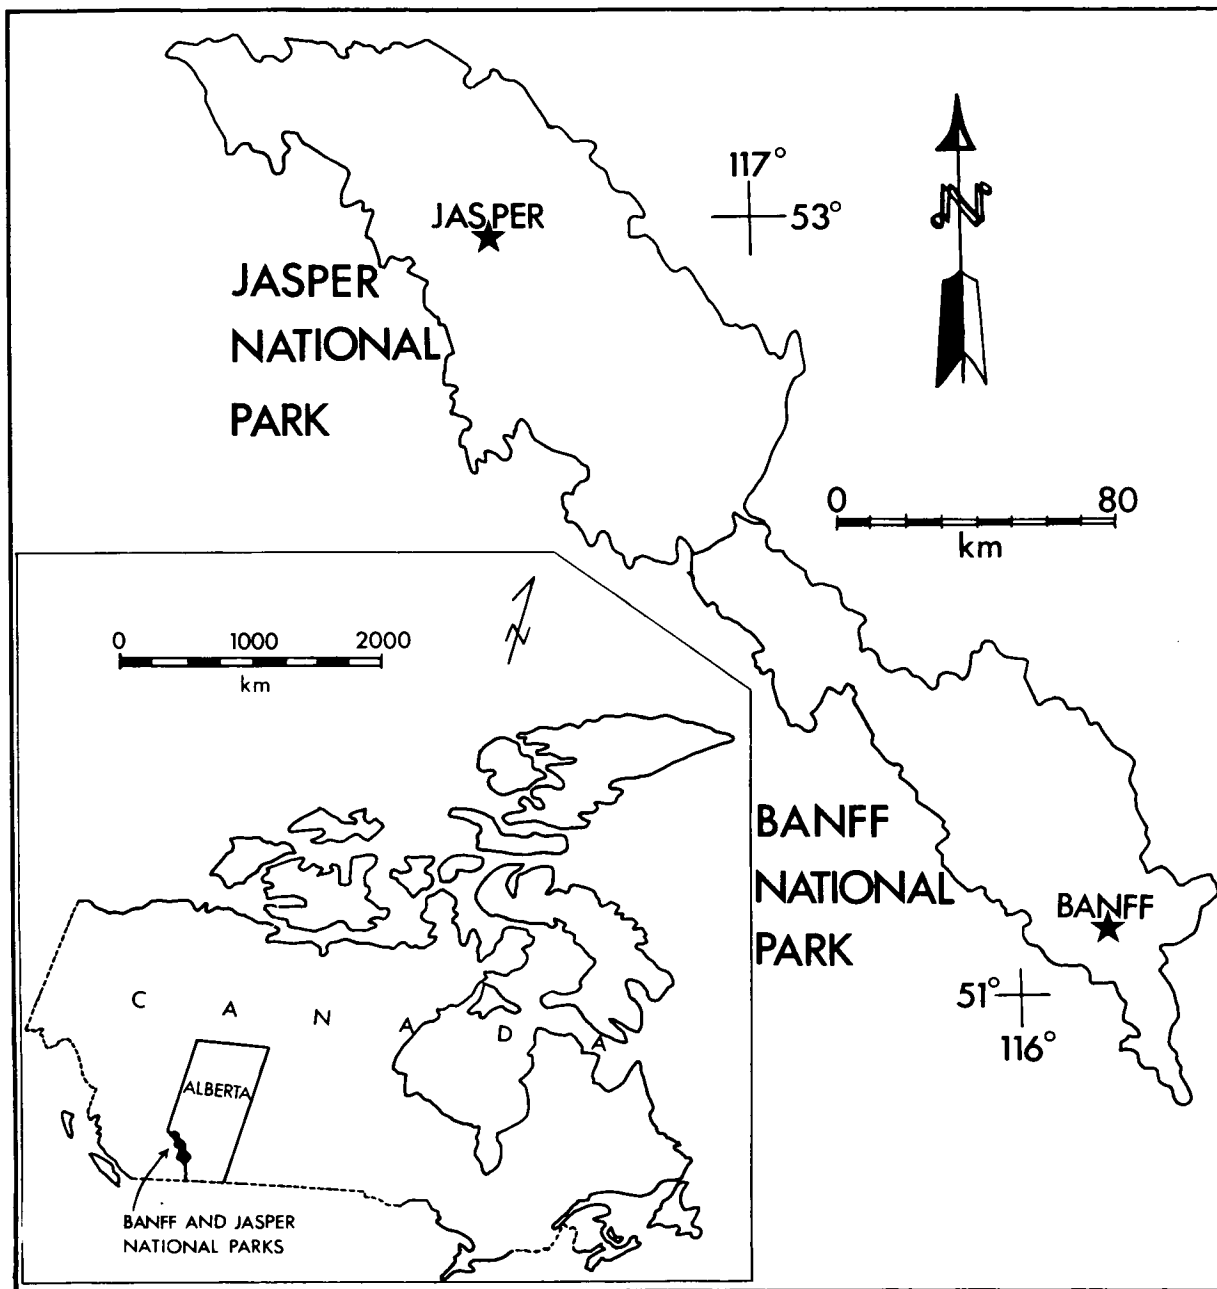 117°
53°
N
JASPER
JASPER
NATIONAL
PARK
0 80
km
N
0 1000 2000
km
BANFF
NATIONAL
PARK
BANFF
51°
116°
C A N A D A
ALBERTA
BANFF AND JASPER
NATIONAL PARKS